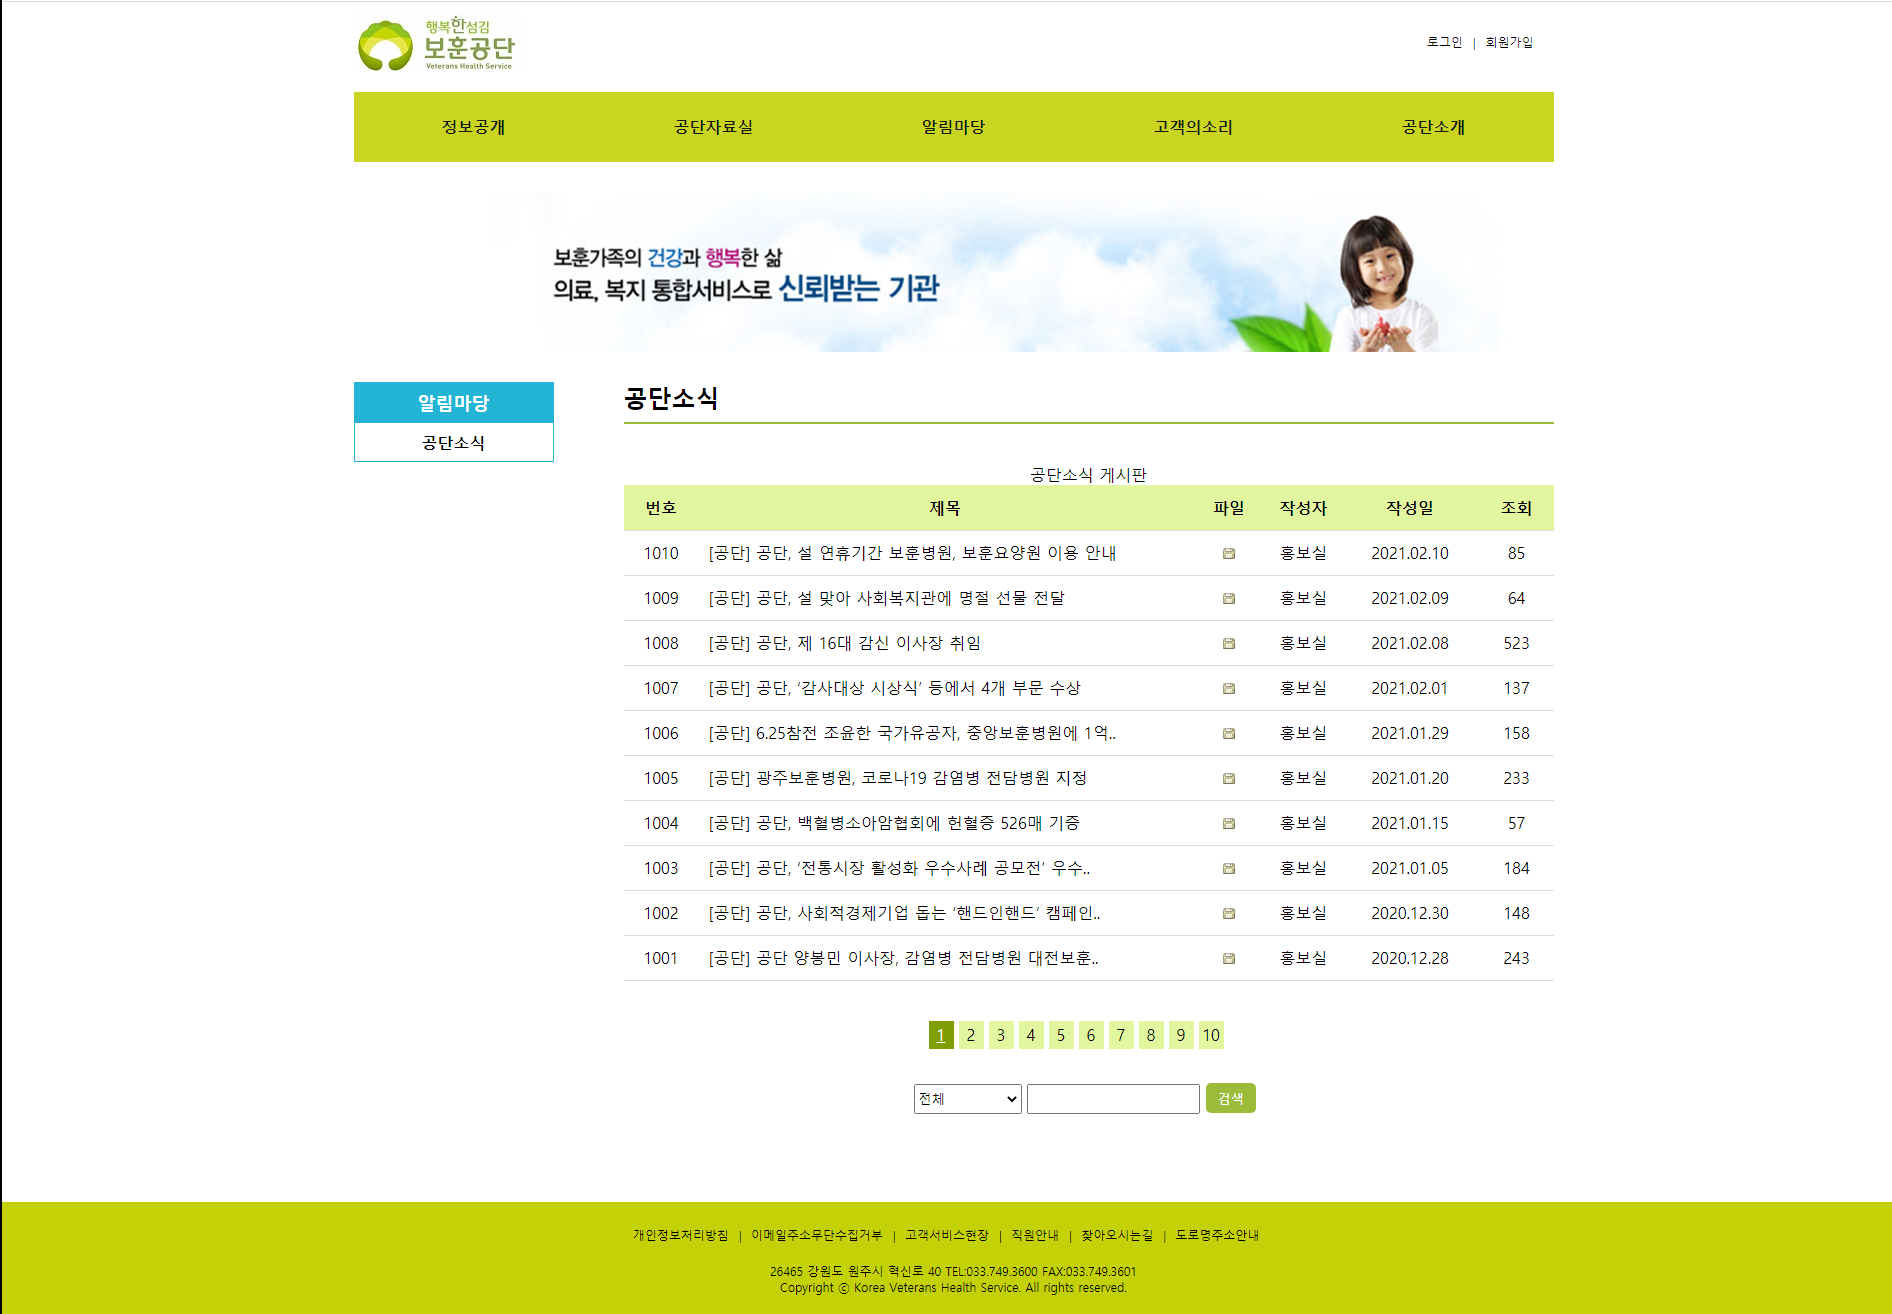 행복한섬김
보훈공단
Veterans Health Service
로그인 | 회원가입
정보공개 공단자료실 알림마당 고객의소리 공단소개
보훈가족의 건강과 행복한 삶
의료, 복지 통합서비스로 신뢰받는 기관
알림마당
공단소식
공단소식
공단소식 게시판
번호 제목 파일 작성자 작성일 조회
1010 [공단] 공단, 설 연휴기간 보훈병원, 보훈요양원 이용 안내 홍보실 2021.02.10 85
1009 [공단] 공단, 설 맞아 사회복지관에 명절 선물 전달 홍보실 2021.02.09 64
1008 [공단] 공단, 제 16대 감신 이사장 취임 홍보실 2021.02.08 523
1007 [공단] 공단, ‘감사대상 시상식’ 등에서 4개 부문 수상 홍보실 2021.02.01 137
1006 [공단] 6.25참전 조윤한 국가유공자, 중앙보훈병원에 1억.. 홍보실 2021.01.29 158
1005 [공단] 광주보훈병원, 코로나19 감염병 전담병원 지정 홍보실 2021.01.20 233
1004 [공단] 공단, 백혈병소아암협회에 헌혈증 526매 기증 홍보실 2021.01.15 57
1003 [공단] 공단, ‘전통시장 활성화 우수사례 공모전’ 우수.. 홍보실 2021.01.05 184
1002 [공단] 공단, 사회적경제기업 돕는 ‘핸드인핸드’ 캠페인.. 홍보실 2020.12.30 148
1001 [공단] 공단 양봉민 이사장, 감염병 전담병원 대전보훈.. 홍보실 2020.12.28 243
1 2 3 4 5 6 7 8 9 10
전체 검색
개인정보처리방침 | 이메일주소무단수집거부 | 고객서비스현장 | 직원안내 | 찾아오시는길 | 도로명주소안내
26465 강원도 원주시 혁신로 40 TEL:033.749.3600 FAX:033.749.3601
Copyright ⓒ Korea Veterans Health Service. All rights reserved.